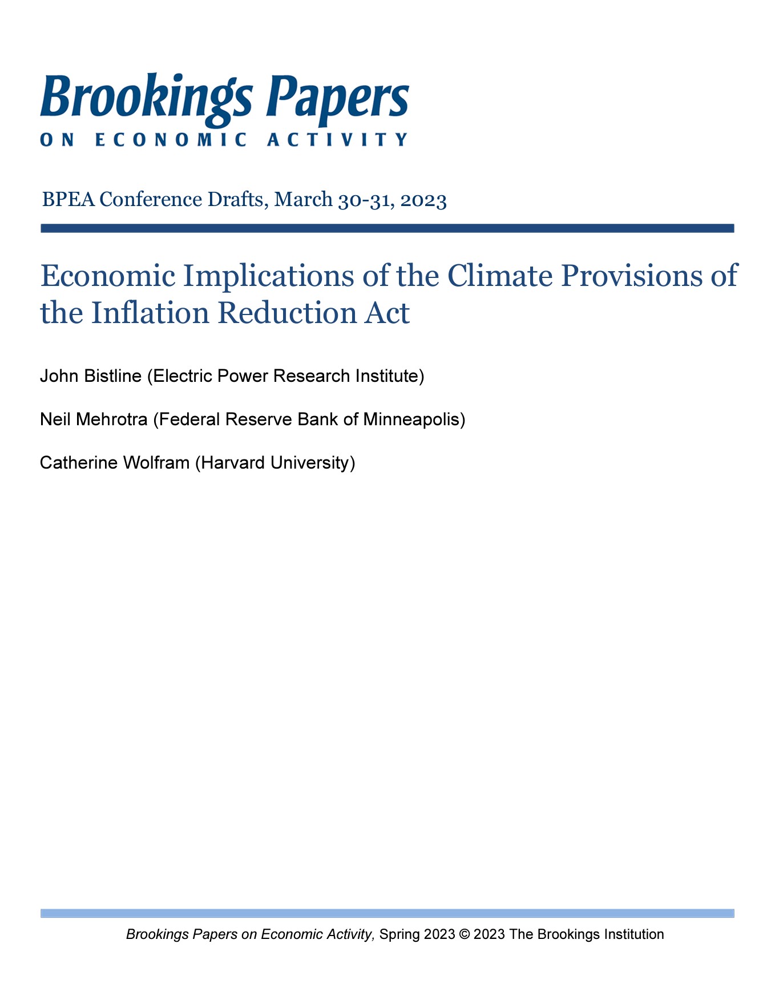 Brookings Papers
ON ECONOMIC ACTIVITY
BPEA Conference Drafts, March 30-31, 2023
Economic Implications of the Climate Provisions of
the Inflation Reduction Act
John Bistline (Electric Power Research Institute)
Neil Mehrotra (Federal Reserve Bank of Minneapolis)
Catherine Wolfram (Harvard University)
Brookings Papers on Economic Activity, Spring 2023 © 2023 The Brookings Institution